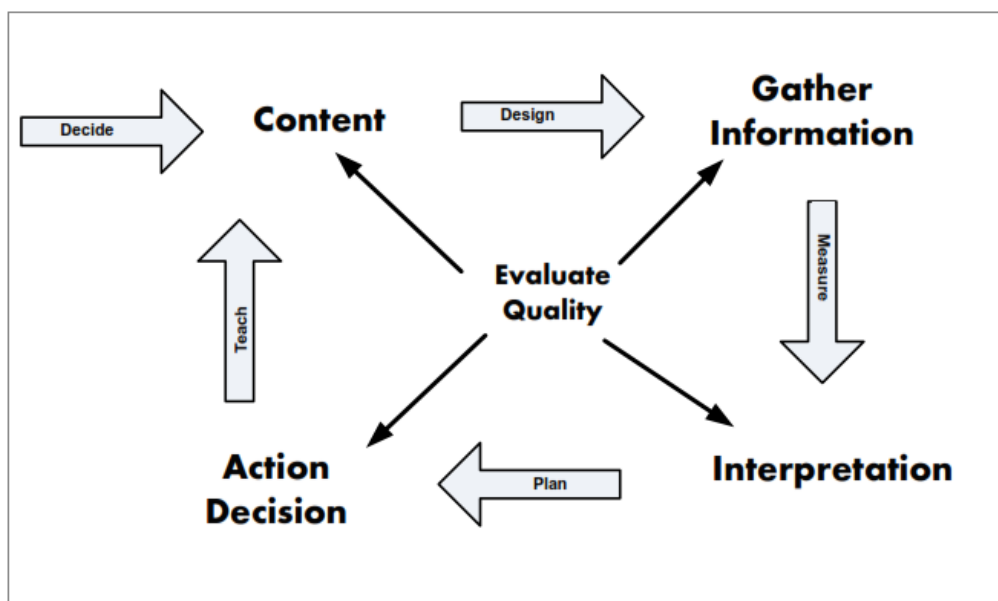 Decide
Content
Design
Gather
Information
Measure
Evaluate
Quality
Teach
Action
Decision
Plan
Interpretation